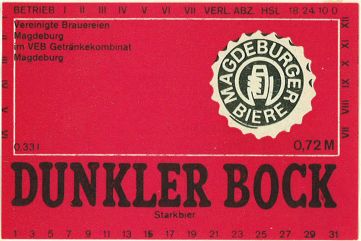 BETRIEB I II III IV V VI VII VERL. ABZ. HSL 18 24 10 0
Vereinigte Brauereien
Magdeburg
im VEB Getränkekombinat
Magdeburg
MAGDEBURGER
BIERE
0,33 l
0,72 M
DUNKLER BOCK
Starkbier
1 3 5 7 9 11 13 15 17 19 21 23 25 27 29 31